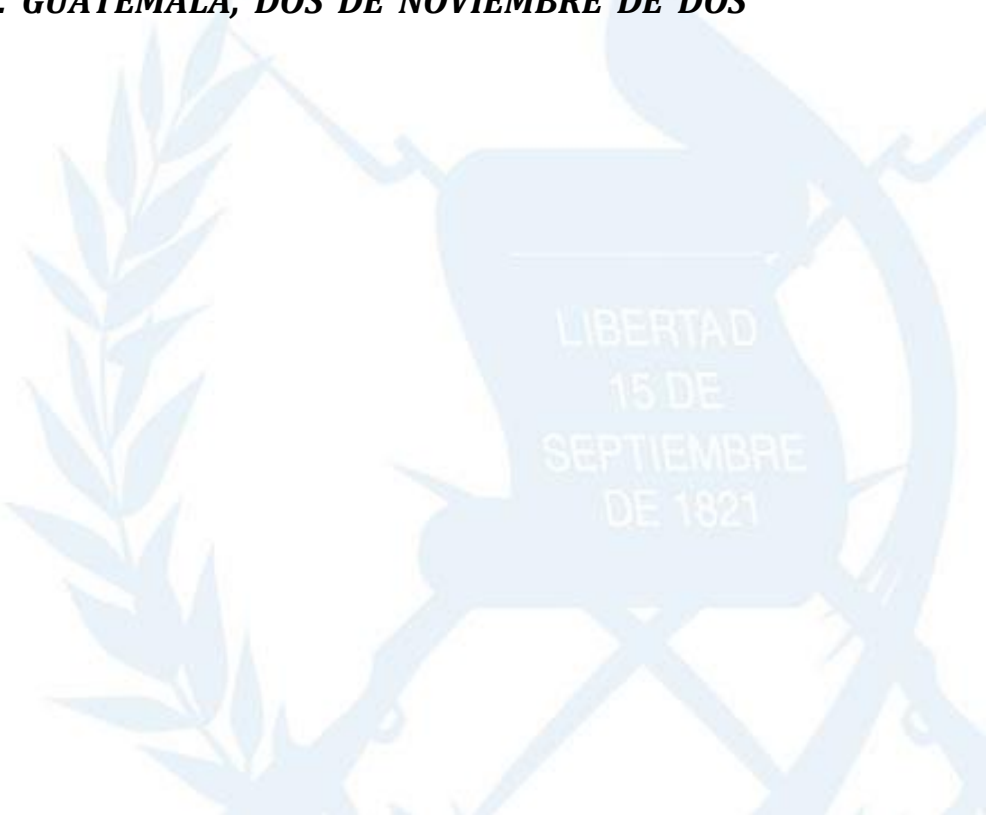 . GUATEMALA, DOS DE NOVIEMBRE DE DOS
LIBERTAD
15 DE
SEPTIEMBRE
DE 1821